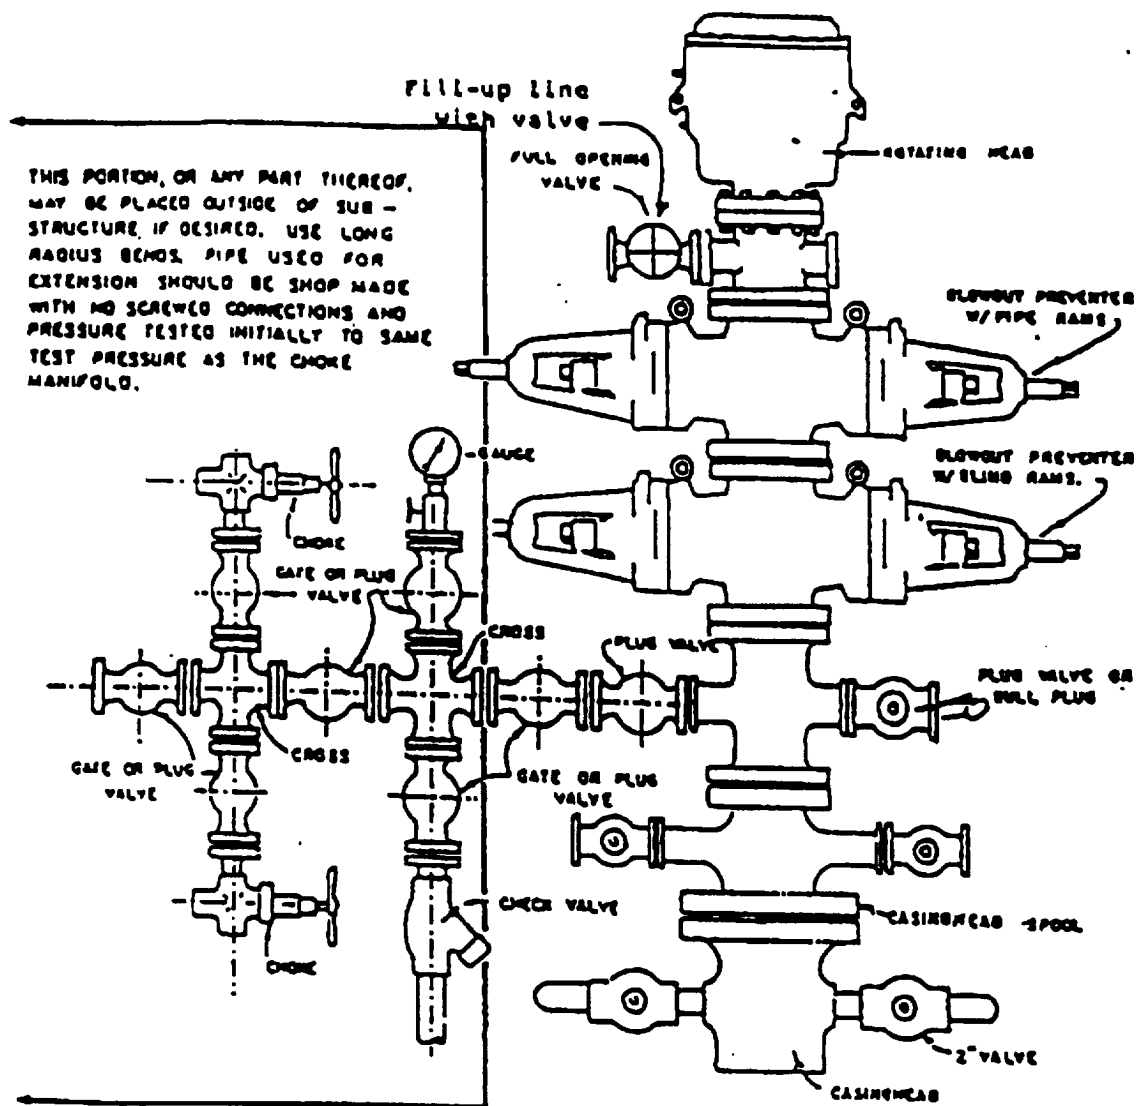 Fill-up line
with valve
FULL OPENING
VALVE
ROTATING HEAD
THIS PORTION, OR ANY PART THEREOF,
MAY BE PLACED OUTSIDE OF SUB-
STRUCTURE, IF DESIRED. USE LONG
RADIUS BENDS. PIPE USED FOR
EXTENSION SHOULD BE SHOP MADE
WITH NO SCREWED CONNECTIONS AND
PRESSURE TESTED INITIALLY TO SAME
TEST PRESSURE AS THE CHOKE
MANIFOLD.
BLOWOUT PREVENTER
W/ PIPE RAMS.
GAUGE
BLOWOUT PREVENTER
W/ BLIND RAMS.
CHOKE
GATE OR PLUG
VALVE
CROSS
PLUG VALVE
PLUG VALVE OR
BULL PLUG
CROSS
GATE OR PLUG
VALVE
GATE OR PLUG
VALVE
CHECK VALVE
CASINGHEAD SPOOL
CHOKE
2" VALVE
CASINGHEAD